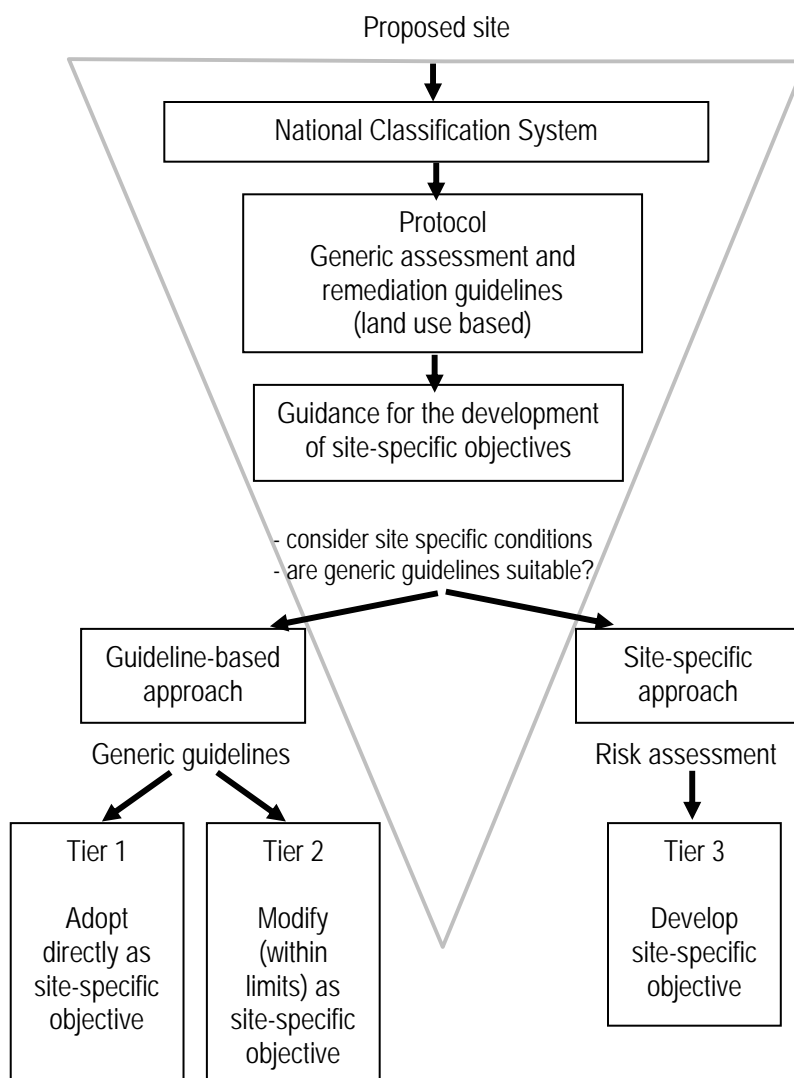 Proposed site
National Classification System
Protocol
Generic assessment and
remediation guidelines
(land use based)
Guidance for the development
of site-specific objectives
- consider site specific conditions
- are generic guidelines suitable?
Guideline-based
approach
Generic guidelines
Tier 1
Adopt
directly as
site-specific
objective
Tier 2
Modify
(within
limits) as
site-specific
objective
Site-specific
approach
Risk assessment
Tier 3
Develop
site-specific
objective